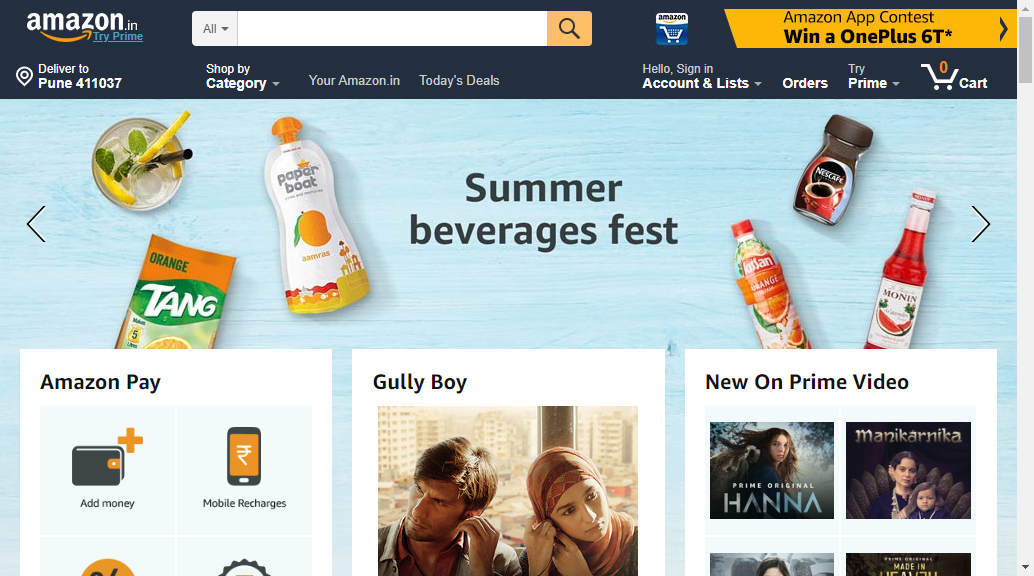 amazon.in
Try Prime
All
amazon
Amazon App Contest
Win a OnePlus 6T*
Deliver to
Pune 411037
Shop by
Category
Your Amazon.in
Today's Deals
Hello, Sign in
Account & Lists
Orders
Try
Prime
0
Cart
Summer
beverages fest
paper
boat
aamras
NESCAFE
ORANGE
TANG
Makes
5
ORANGE
MONIN
Amazon Pay
Gully Boy
New On Prime Video
Add money
Mobile Recharges
PRIME ORIGINAL
HANNA
Manikarnika
%
PRIME ORIGINAL
MADE IN
HEAVEN